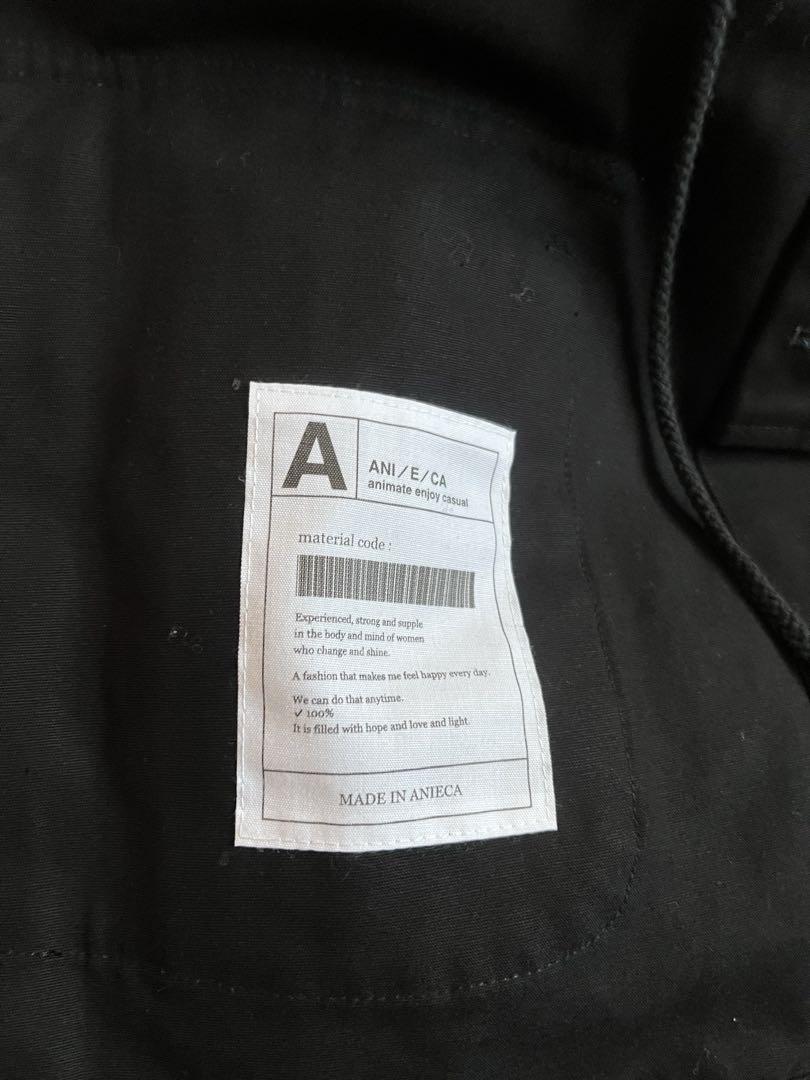 A
ANI/E/CA
animate enjoy casual
material code :
Experienced, strong and supple
in the body and mind of women
who change and shine.
A fashion that makes me feel happy every day.
We can do that anytime.
✓ 100%
It is filled with hope and love and light.
MADE IN ANIECA